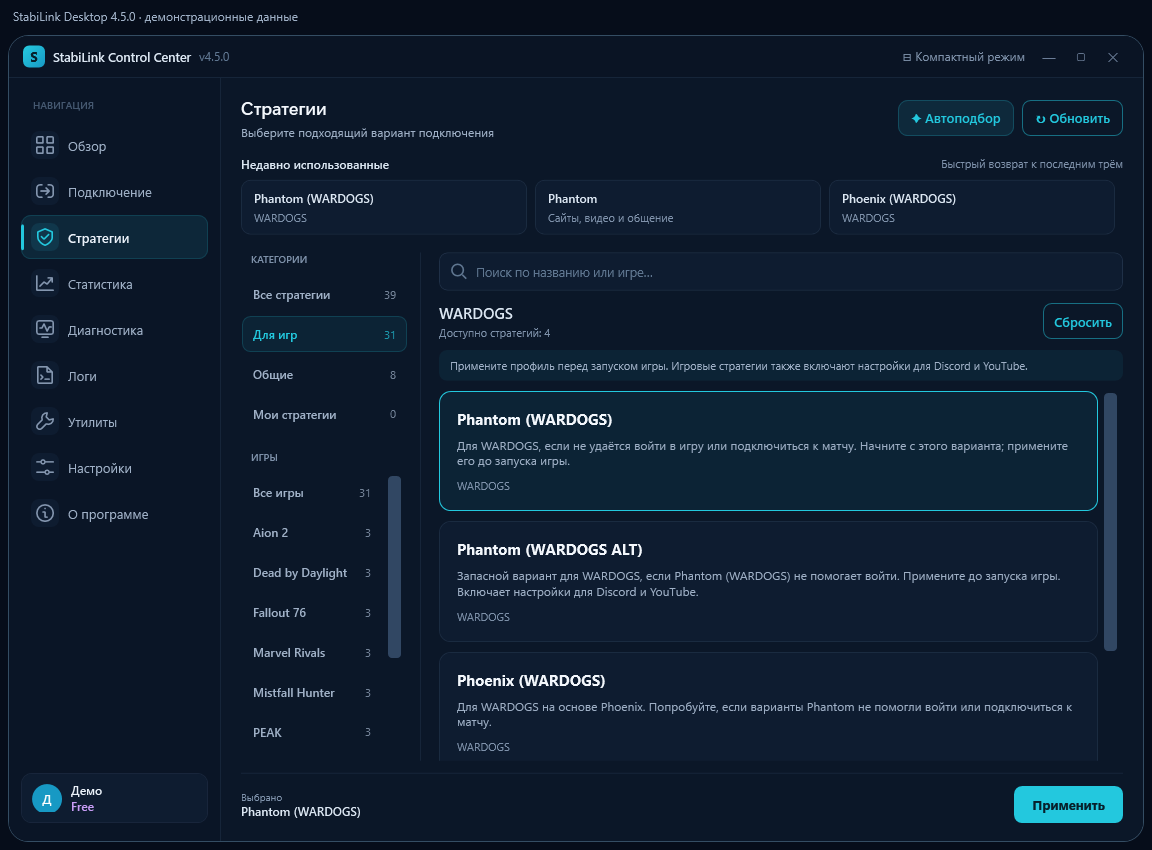 StabiLink Desktop 4.5.0 · демонстрационные данные
S StabiLink Control Center v4.5.0
Компактный режим
НАВИГАЦИЯ
Обзор
Подключение
Стратегии
Статистика
Диагностика
Логи
Утилиты
Настройки
О программе
Д
Демо
Free
Стратегии
Выберите подходящий вариант подключения
Автоподбор
Обновить
Недавно использованные
Быстрый возврат к последним трём
Phantom (WARDOGS)
WARDOGS
Phantom
Сайты, видео и общение
Phoenix (WARDOGS)
WARDOGS
КАТЕГОРИИ
Все стратегии 39
Для игр 31
Общие 8
Мои стратегии 0
ИГРЫ
Все игры 31
Aion 2 3
Dead by Daylight 3
Fallout 76 3
Marvel Rivals 3
Mistfall Hunter 3
PEAK 3
Поиск по названию или игре...
WARDOGS
Доступно стратегий: 4
Сбросить
Примените профиль перед запуском игры. Игровые стратегии также включают настройки для Discord и YouTube.
Phantom (WARDOGS)
Для WARDOGS, если не удаётся войти в игру или подключиться к матчу. Начните с этого варианта; примените
его до запуска игры.
WARDOGS
Phantom (WARDOGS ALT)
Запасной вариант для WARDOGS, если Phantom (WARDOGS) не помогает войти. Примените до запуска игры.
Включает настройки для Discord и YouTube.
WARDOGS
Phoenix (WARDOGS)
Для WARDOGS на основе Phoenix. Попробуйте, если варианты Phantom не помогли войти или подключиться к
матчу.
WARDOGS
Выбрано
Phantom (WARDOGS)
Применить